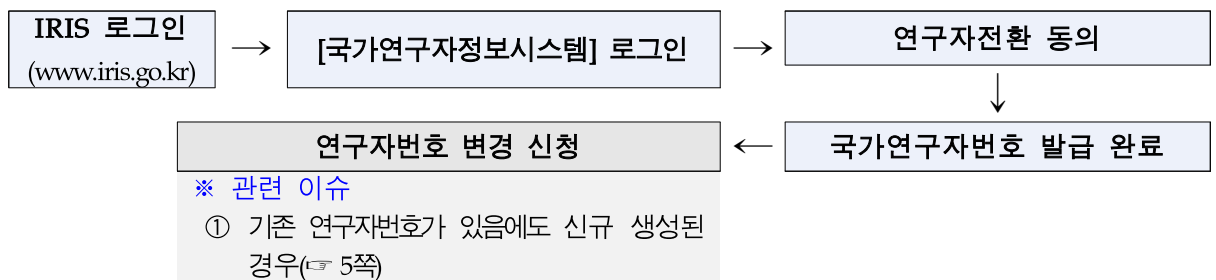 IRIS 로그인
(www.iris.go.kr)
[국가연구자정보시스템] 로그인
연구자전환 동의
국가연구자번호 발급 완료
연구자번호 변경 신청
※ 관련 이슈
① 기존 연구자번호가 있음에도 신규 생성된
경우(☞ 5쪽)